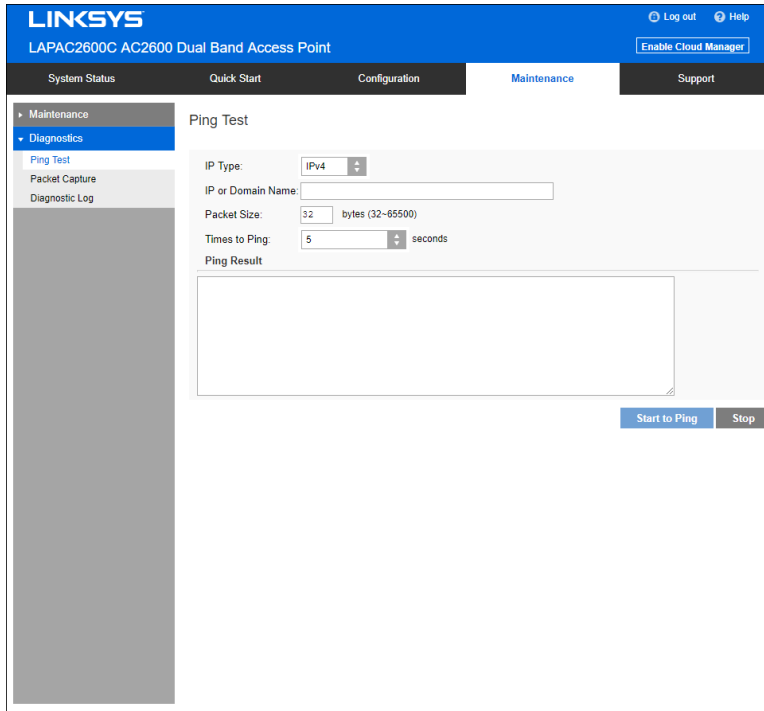 LINKSYS
Log out Help
LAPAC2600C AC2600 Dual Band Access Point
Enable Cloud Manager
System Status Quick Start Configuration Maintenance Support
Maintenance
Diagnostics
Ping Test
Packet Capture
Diagnostic Log
Ping Test
IP Type: IPv4
IP or Domain Name:
Packet Size: 32 bytes (32~65500)
Times to Ping: 5 seconds
Ping Result
Start to Ping Stop